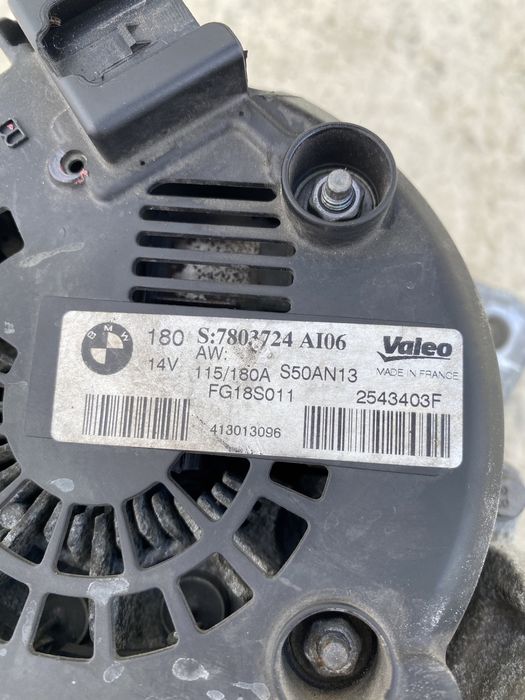 B
BMW
180 S:7803724 AI06
AW:
14V 115/180A S50AN13
FG18S011
413013096
Valeo
MADE IN FRANCE
2543403F